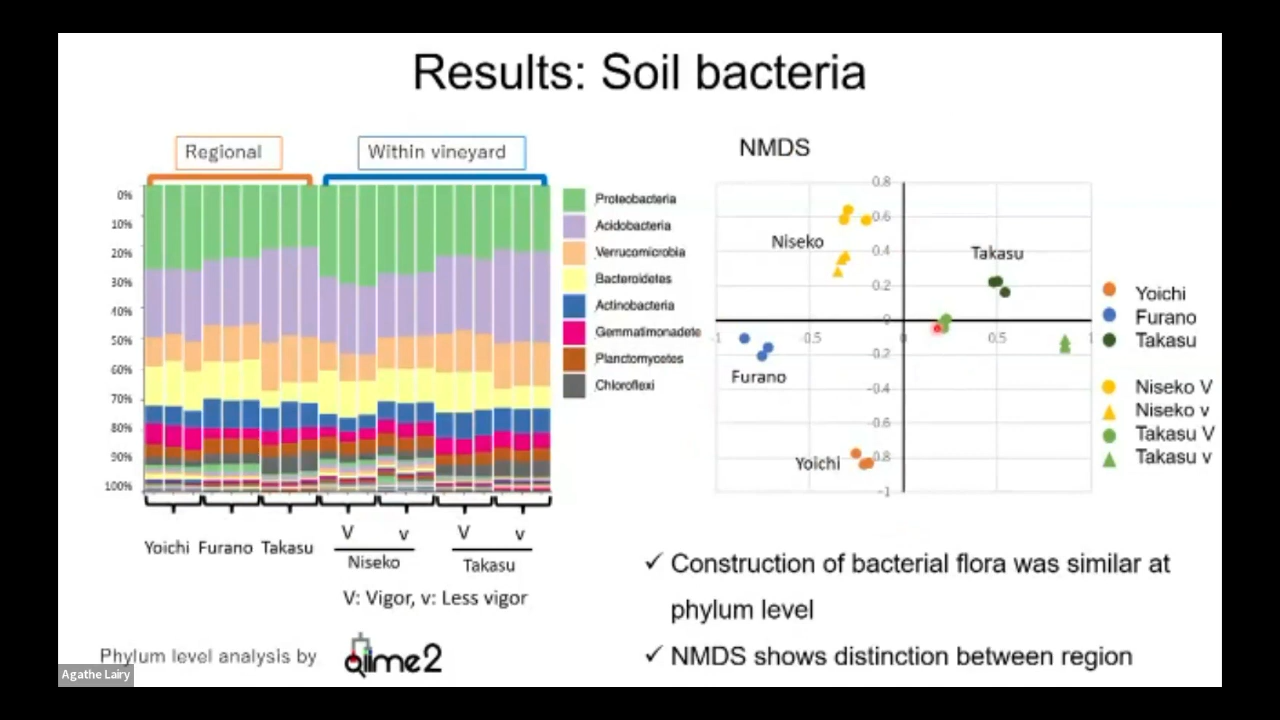 Results: Soil bacteria
Regional
Within vineyard
0%
10%
20%
30%
40%
50%
60%
70%
80%
90%
100%
Proteobacteria
Acidobacteria
Verrucomicrobia
Bacteroidetes
Actinobacteria
Gemmatimonadete
Planctomycetes
Chloroflexi
Yoichi Furano Takasu
V v V v
Niseko Takasu
V: Vigor, v: Less vigor
Phylum level analysis by
qiime2
NMDS
0.8
0.6
0.4
0.2
0
-0.2
-0.4
-0.6
-0.8
-1
-1 -0.5 0 0.5 1
Niseko
Takasu
Furano
Yoichi
Yoichi
Furano
Takasu
Niseko V
Niseko v
Takasu V
Takasu v
✓ Construction of bacterial flora was similar at
phylum level
✓ NMDS shows distinction between region
Agathe Lairy